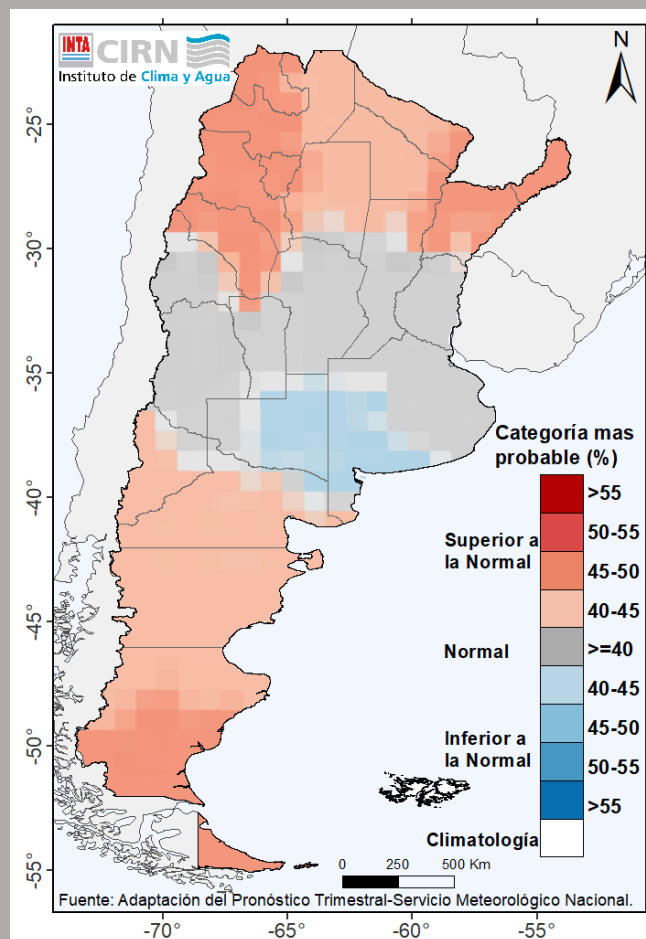 INTA CIRN
Instituto de Clima y Agua
N
-25°
-30°
-35°
-40°
-45°
-50°
-55°
Categoría mas
probable (%)
>55
50-55
Superior a
la Normal
45-50
40-45
Normal
>=40
40-45
45-50
Inferior a
la Normal
50-55
>55
Climatología
0 250 500 Km
Fuente: Adaptación del Pronóstico Trimestral-Servicio Meteorológico Nacional.
-70° -65° -60° -55°